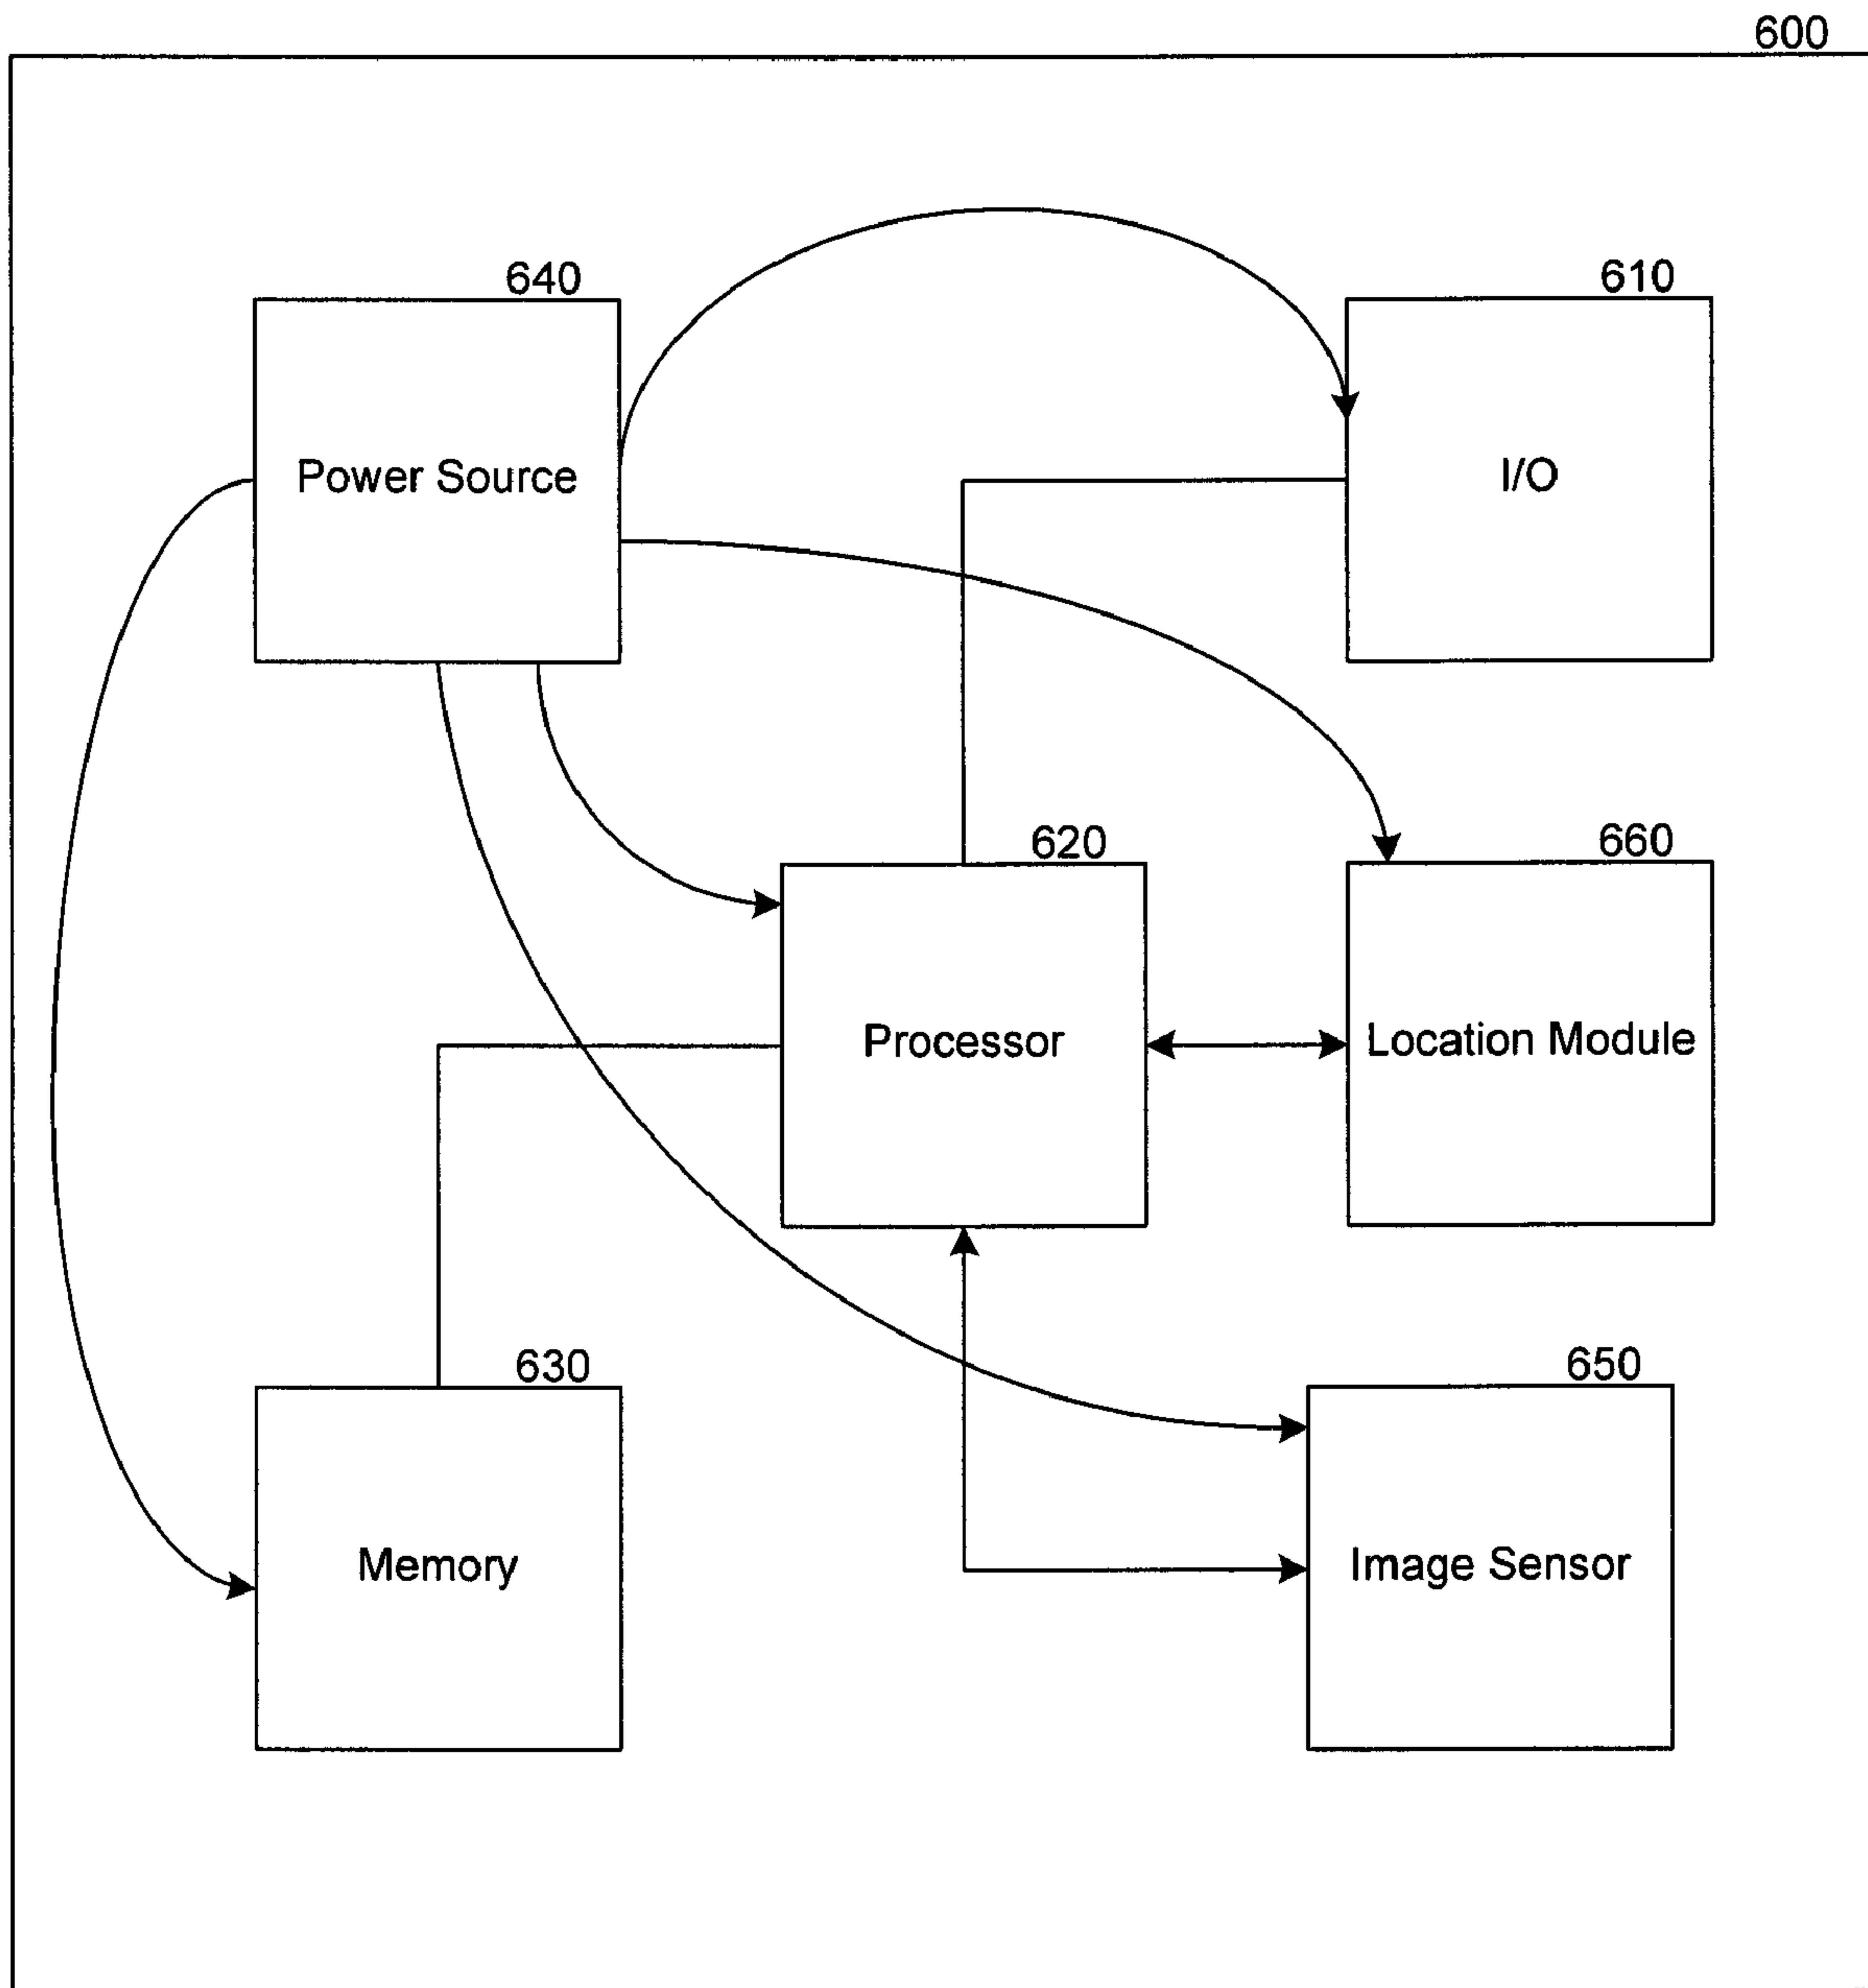 600
640
Power Source
610
I/O
620
Processor
660
Location Module
630
Memory
650
Image Sensor